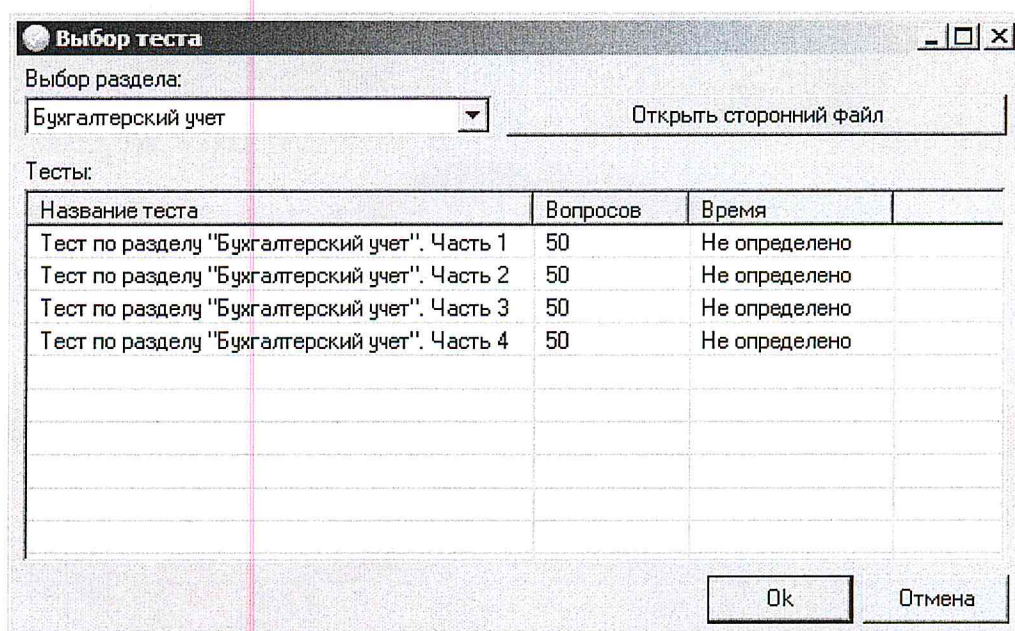 Выбор теста
Выбор раздела:
Бухгалтерский учет
Открыть сторонний файл
Тесты:
Название теста Вопросов Время
Тест по разделу "Бухгалтерский учет". Часть 1 50 Не определено
Тест по разделу "Бухгалтерский учет". Часть 2 50 Не определено
Тест по разделу "Бухгалтерский учет". Часть 3 50 Не определено
Тест по разделу "Бухгалтерский учет". Часть 4 50 Не определено
Ok Отмена